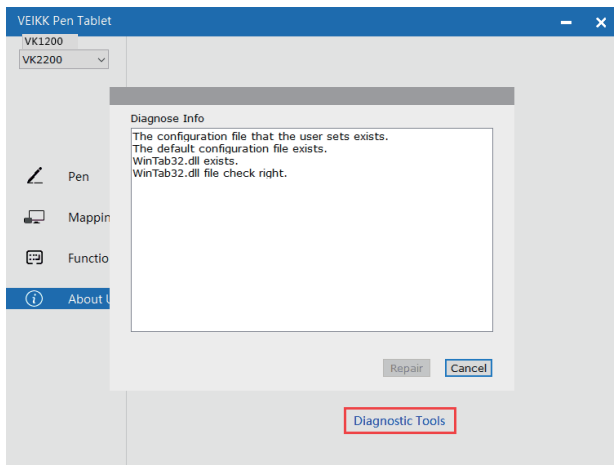 VEIKK Pen Tablet
VK1200
VK2200
Diagnose Info
The configuration file that the user sets exists.
The default configuration file exists.
WinTab32.dll exists.
WinTab32.dll file check right.
Pen
Mappin
Functio
About U
Repair
Cancel
Diagnostic Tools